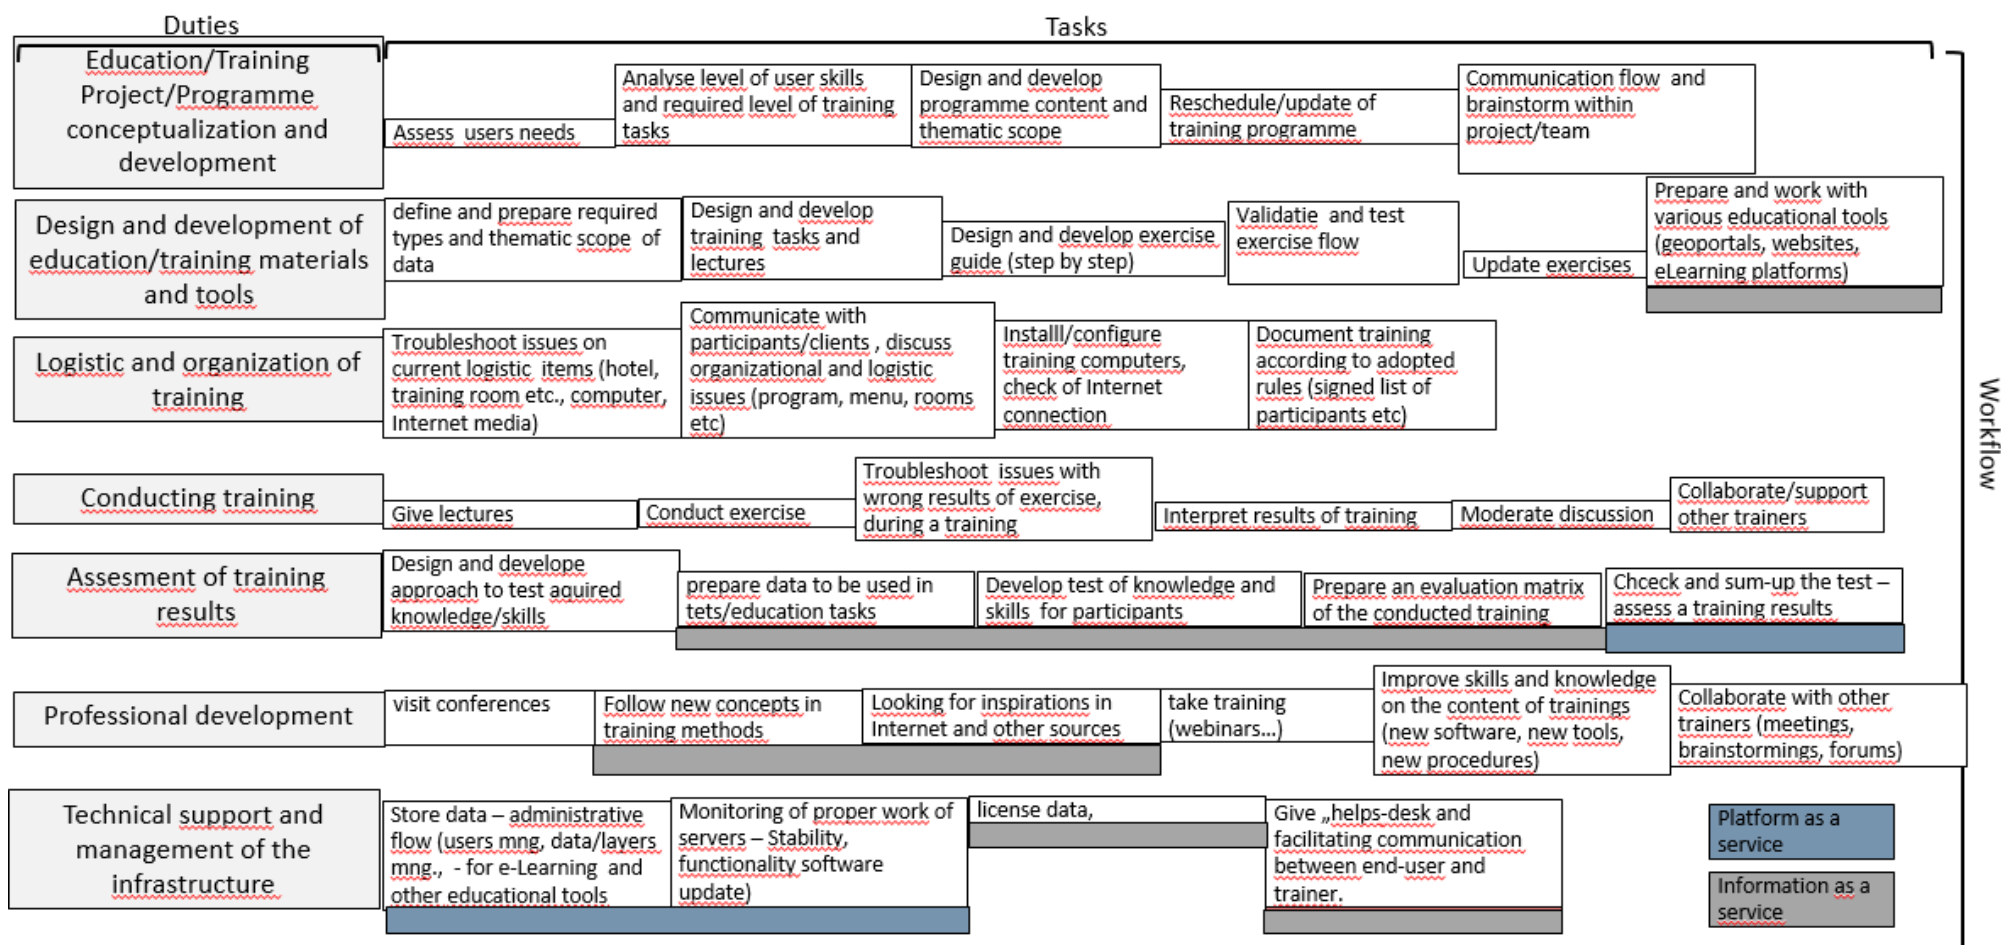 Duties
Tasks
Education/Training
Project/Programme
conceptualization and
development
Assess users needs
Analyse level of user skills
and required level of training
tasks
Design and develop
programme content and
thematic scope
Reschedule/update of
training programme
Communication flow and
brainstorm within
project/team
Design and development of
education/training materials
and tools
define and prepare required
types and thematic scope of
data
Design and develop
training tasks and
lectures
Design and develop exercise
guide (step by step)
Validatie and test
exercise flow
Update exercises
Prepare and work with
various educational tools
(geoportals, websites,
eLearning platforms)
Logistic and organization of
training
Troubleshoot issues on
current logistic items (hotel,
training room etc., computer,
Internet media)
Communicate with
participants/clients , discuss
organizational and logistic
issues (program, menu, rooms
etc)
Installl/configure
training computers,
check of Internet
connection
Document training
according to adopted
rules (signed list of
participants etc)
Workflow
Conducting training
Give lectures
Conduct exercise
Troubleshoot issues with
wrong results of exercise,
during a training
Interpret results of training
Moderate discussion
Collaborate/support
other trainers
Assesment of training
results
Design and develope
approach to test aquired
knowledge/skills
prepare data to be used in
tets/education tasks
Develop test of knowledge and
skills for participants
Prepare an evaluation matrix
of the conducted training
Chceck and sum-up the test –
assess a training results
Professional development
visit conferences
Follow new concepts in
training methods
Looking for inspirations in
Internet and other sources
take training
(webinars...)
Improve skills and knowledge
on the content of trainings
(new software, new tools,
new procedures)
Collaborate with other
trainers (meetings,
brainstormings, forums)
Technical support and
management of the
infrastructure
Store data – administrative
flow (users mng, data/layers
mng., - for e-Learning and
other educational tools
Monitoring of proper work of
servers – Stability,
functionality software
update)
license data,
Give „helps-desk and
facilitating communication
between end-user and
trainer.
Platform as a
service
Information as a
service